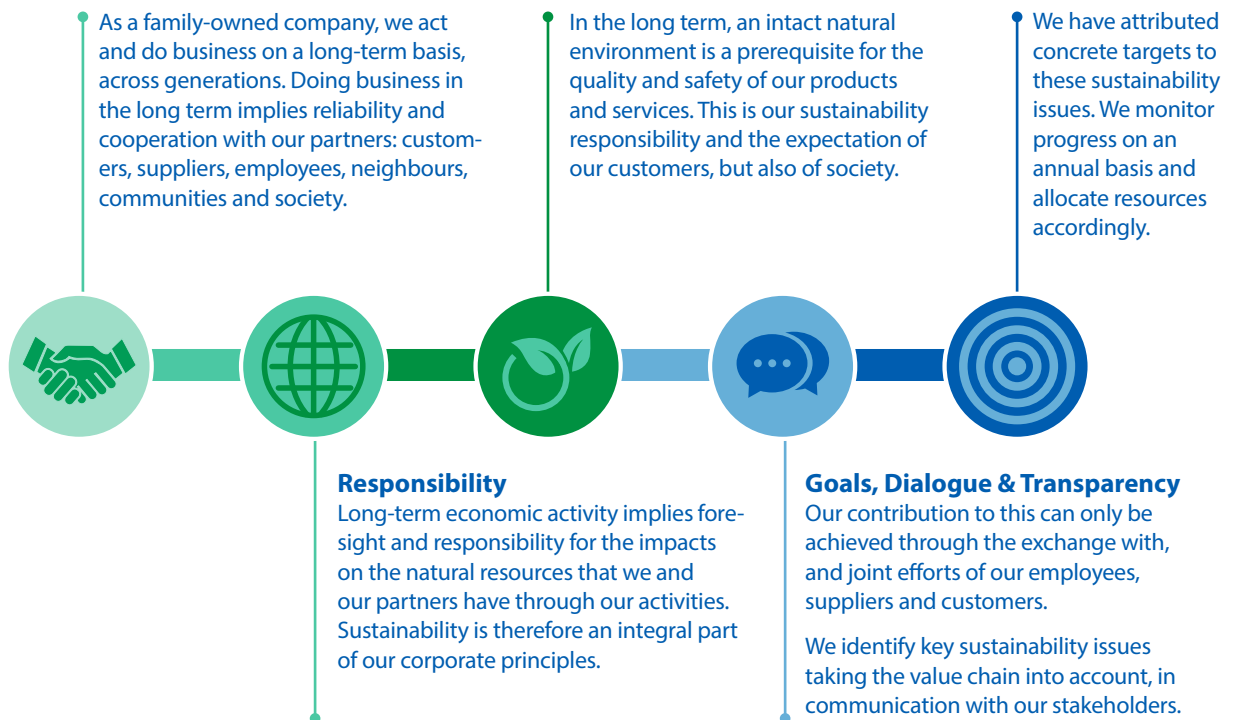 As a family-owned company, we act
and do business on a long-term basis,
across generations. Doing business in
the long term implies reliability and
cooperation with our partners: custom-
ers, suppliers, employees, neighbours,
communities and society.
In the long term, an intact natural
environment is a prerequisite for the
quality and safety of our products
and services. This is our sustainability
responsibility and the expectation of
our customers, but also of society.
We have attributed
concrete targets to
these sustainability
issues. We monitor
progress on an
annual basis and
allocate resources
accordingly.
Responsibility
Long-term economic activity implies fore-
sight and responsibility for the impacts
on the natural resources that we and
our partners have through our activities.
Sustainability is therefore an integral part
of our corporate principles.
Goals, Dialogue & Transparency
Our contribution to this can only be
achieved through the exchange with,
and joint efforts of our employees,
suppliers and customers.
We identify key sustainability issues
taking the value chain into account, in
communication with our stakeholders.